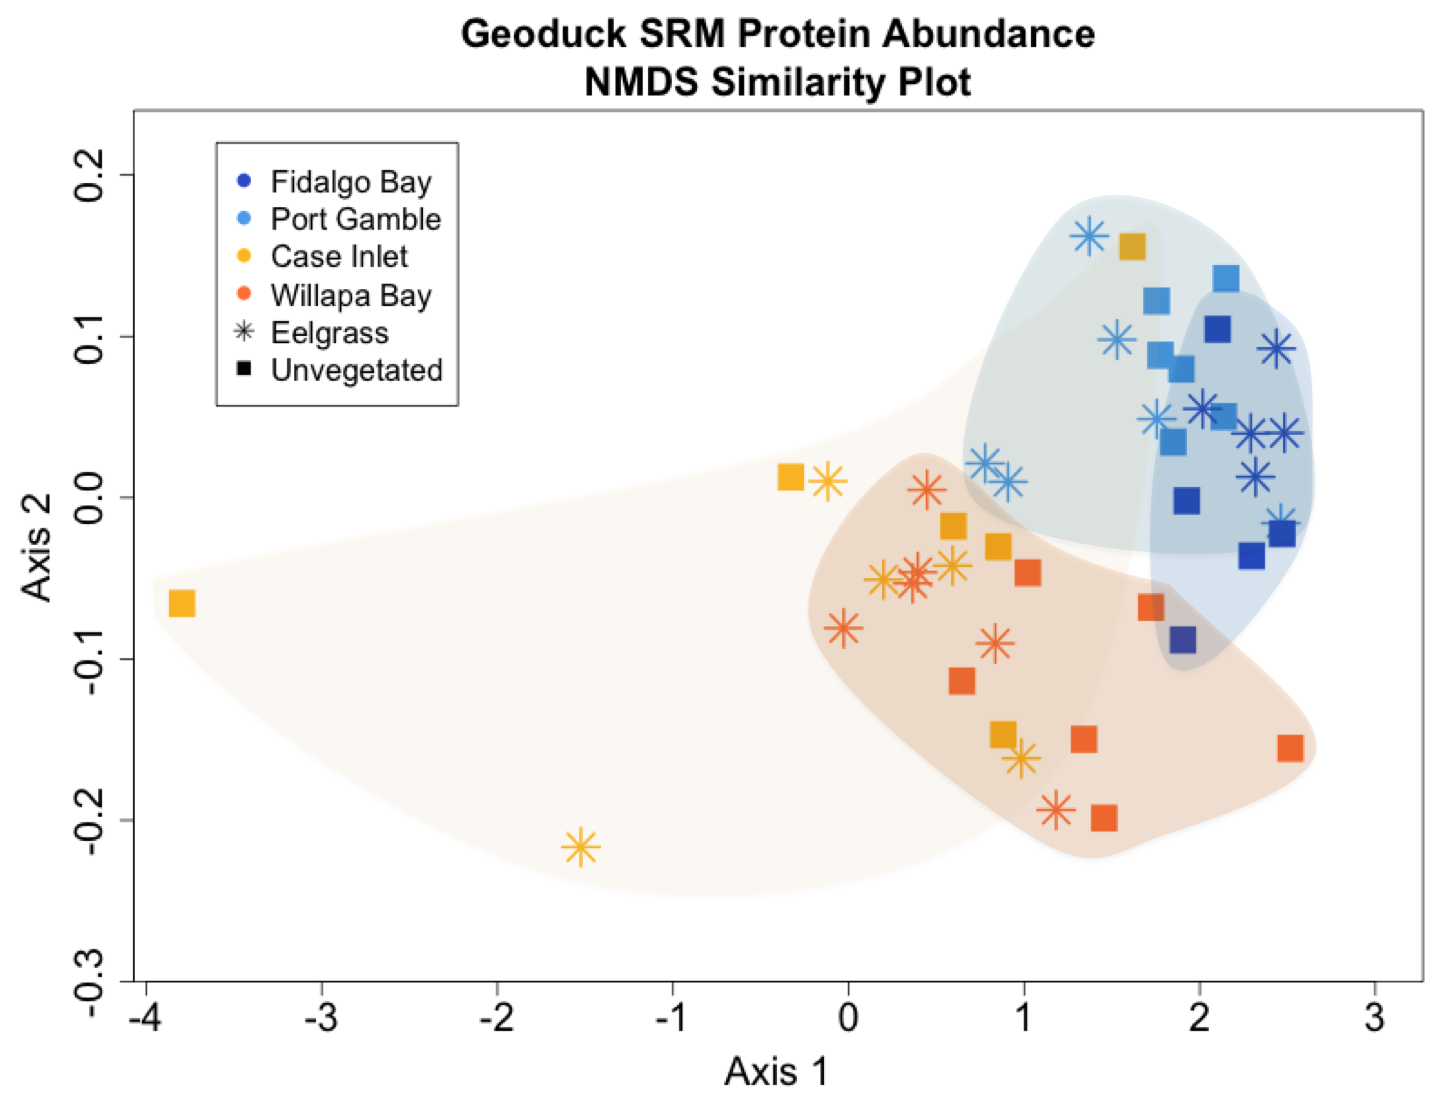 Geoduck SRM Protein Abundance
NMDS Similarity Plot
Fidalgo Bay
Port Gamble
Case Inlet
Willapa Bay
Eelgrass
Unvegetated
0.2
0.1
0.0
-0.1
-0.2
-0.3
Axis 2
-4 -3 -2 -1 0 1 2 3
Axis 1